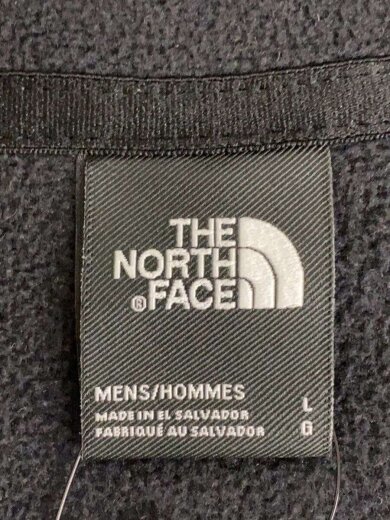 THE
NORTH
® FACE
MENS/HOMMES L
MADE IN EL SALVADOR
FABRIQUÉ AU SALVADOR G